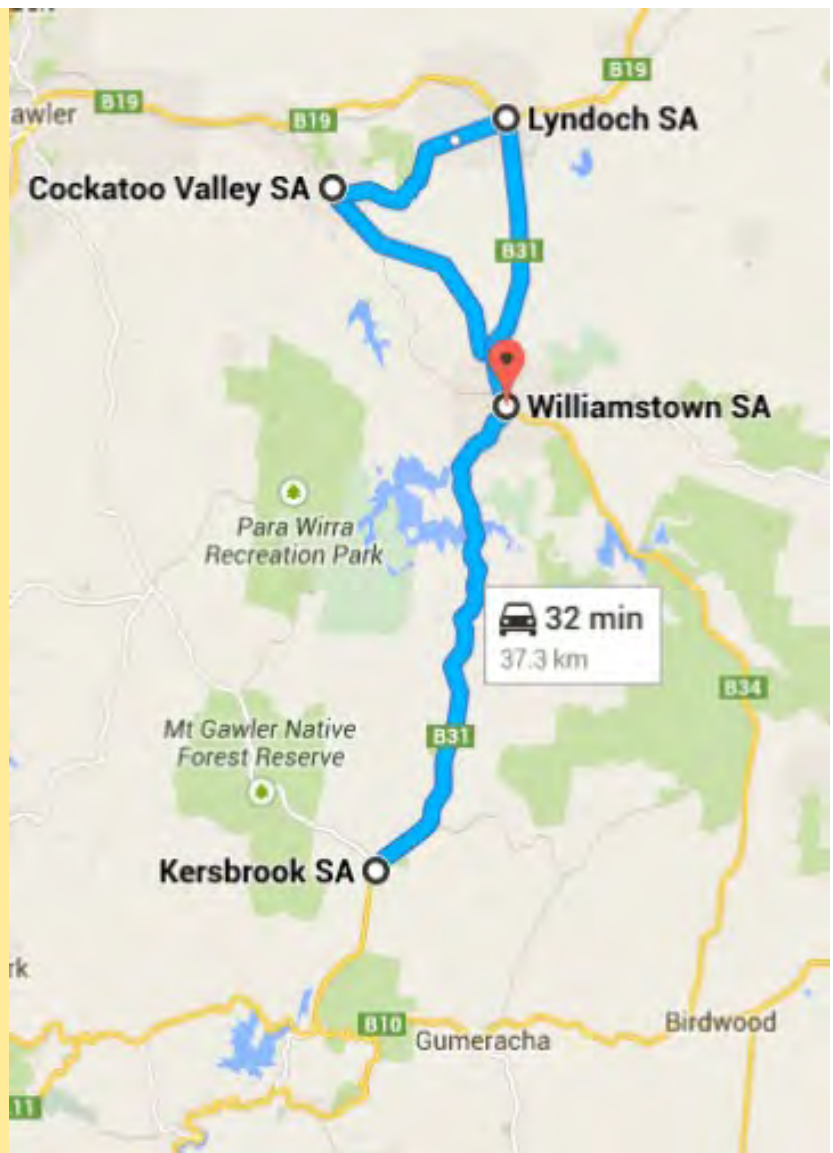 B19
awler
B19
B19
Lyndoch SA
Cockatoo Valley SA
B31
Williamstown SA
Para Wirra
Recreation Park
32 min
37.3 km
B34
Mt Gawler Native
Forest Reserve
B31
Kersbrook SA
rk
B10
Gumeracha
Birdwood
11